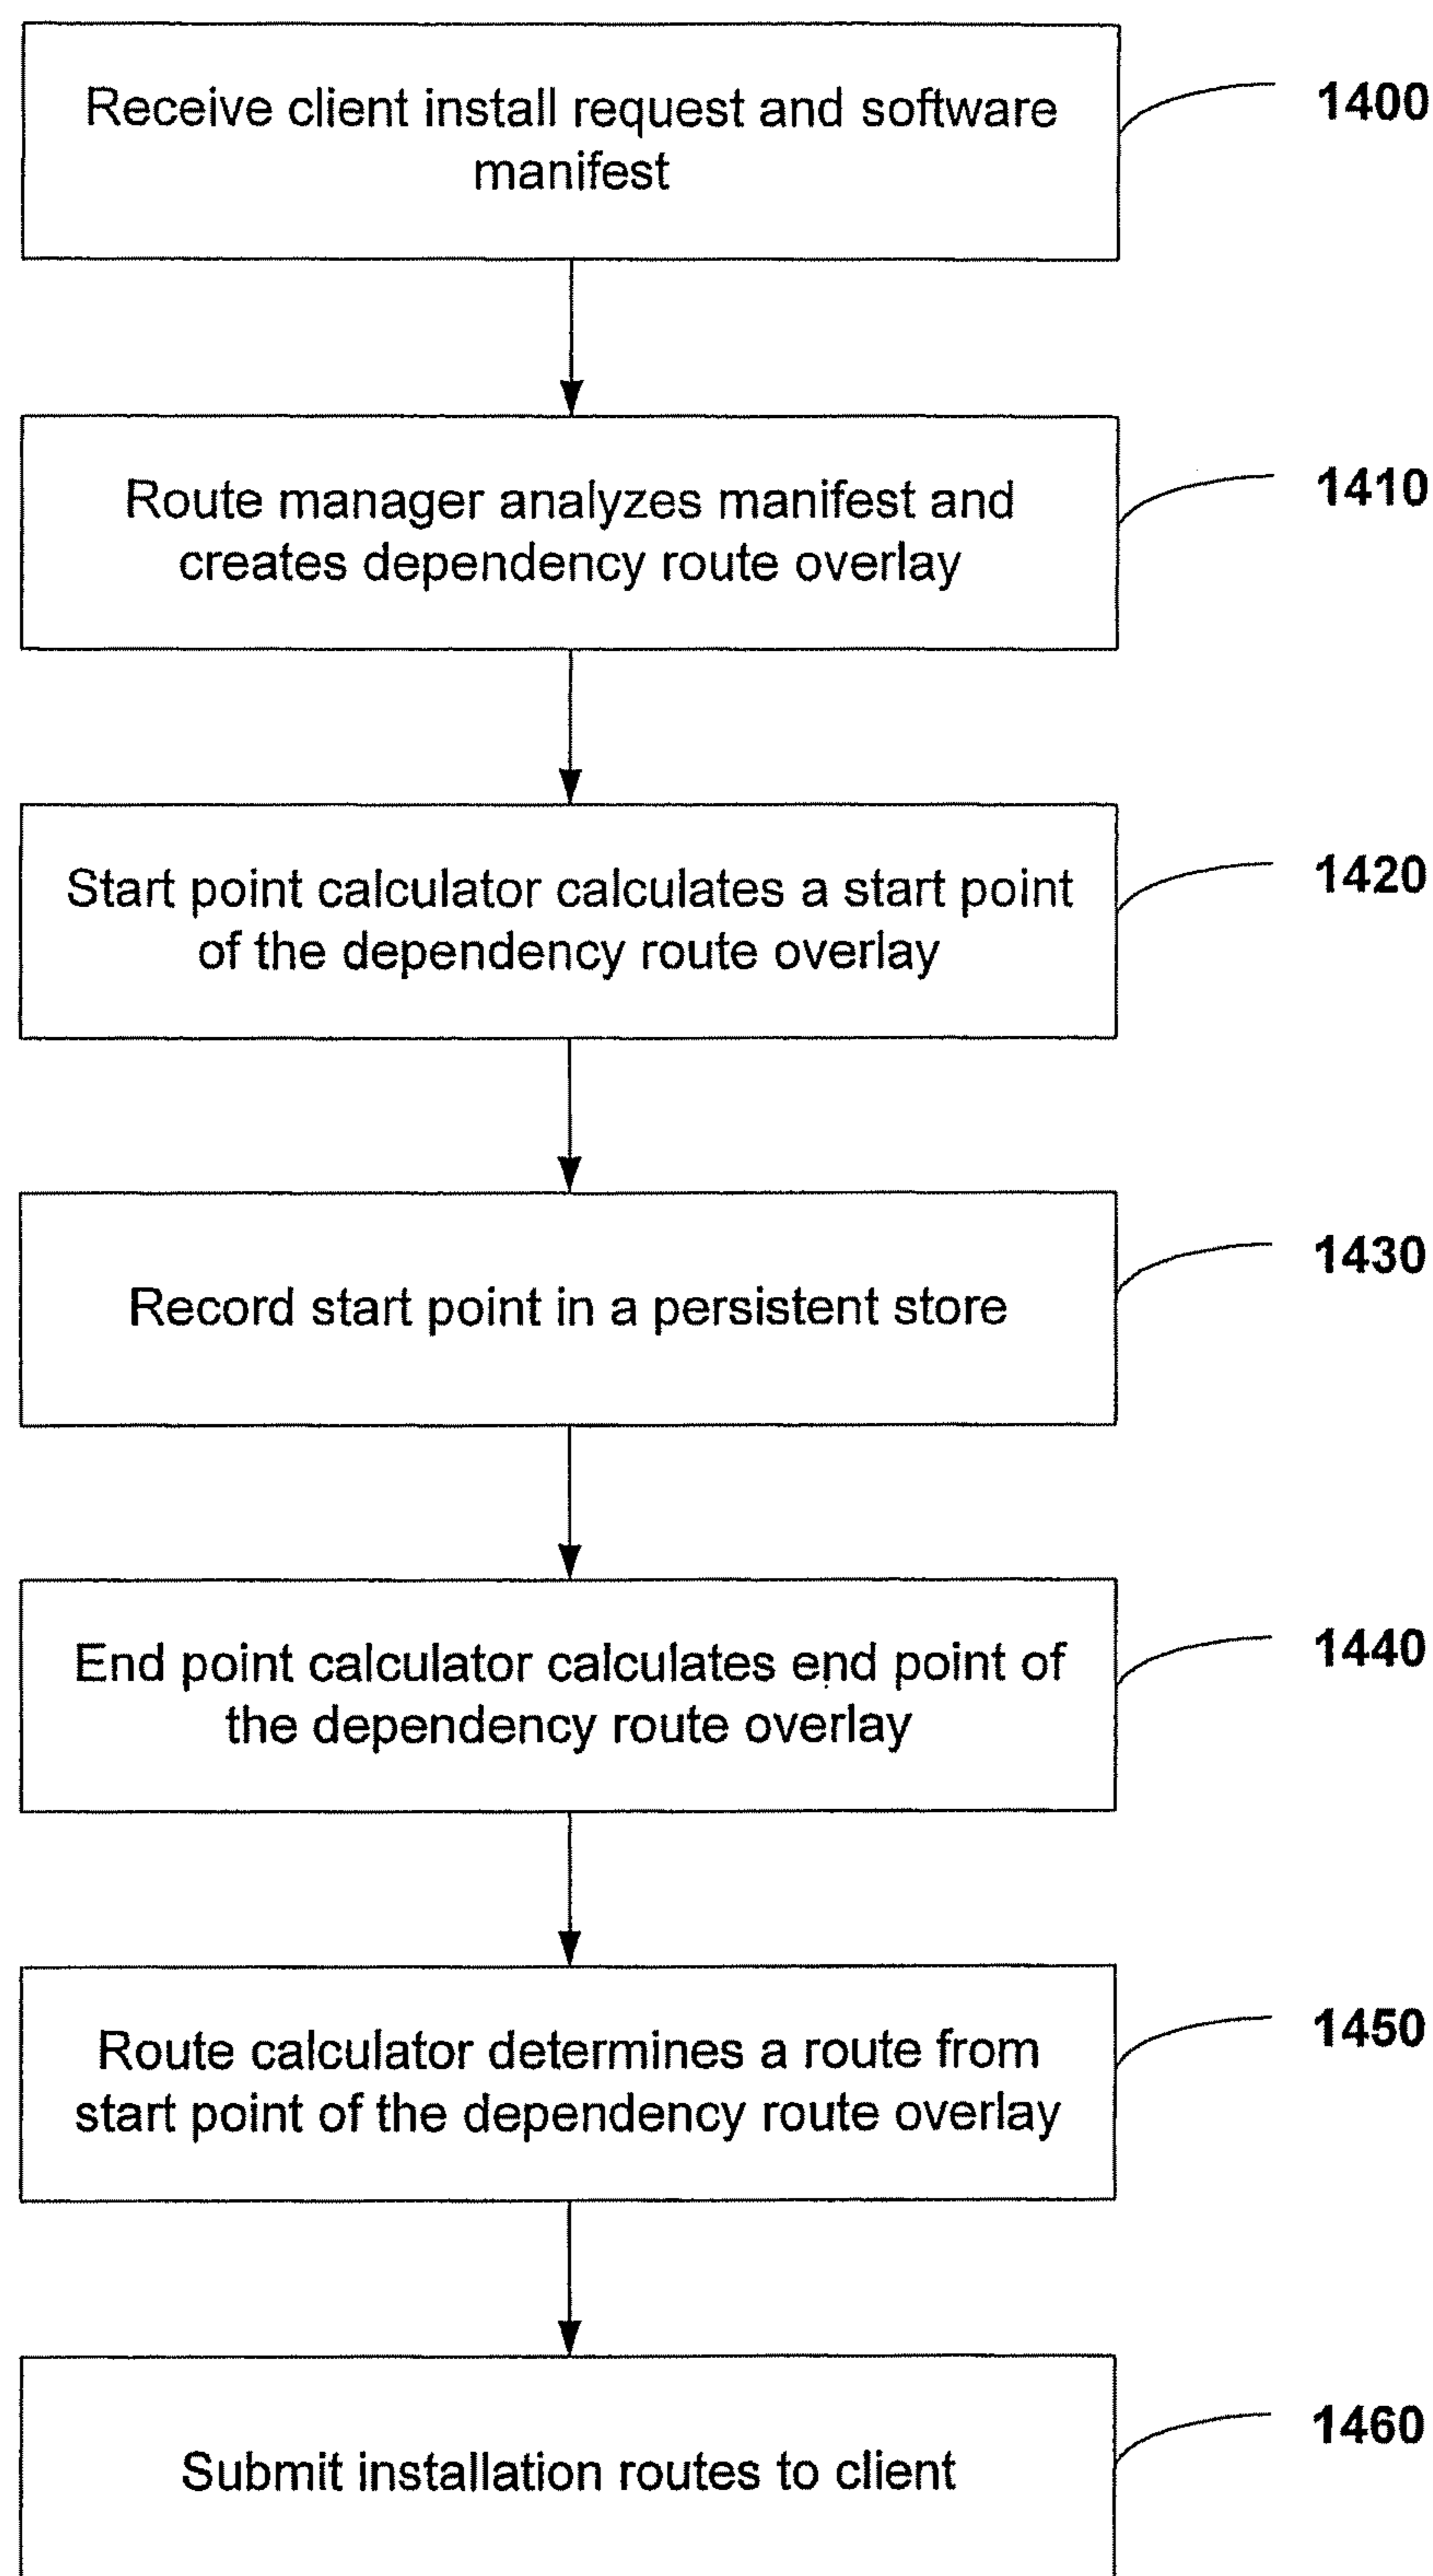 Receive client install request and software
manifest
1400
Route manager analyzes manifest and
creates dependency route overlay
1410
Start point calculator calculates a start point
of the dependency route overlay
1420
Record start point in a persistent store
1430
End point calculator calculates end point of
the dependency route overlay
1440
Route calculator determines a route from
start point of the dependency route overlay
1450
Submit installation routes to client
1460